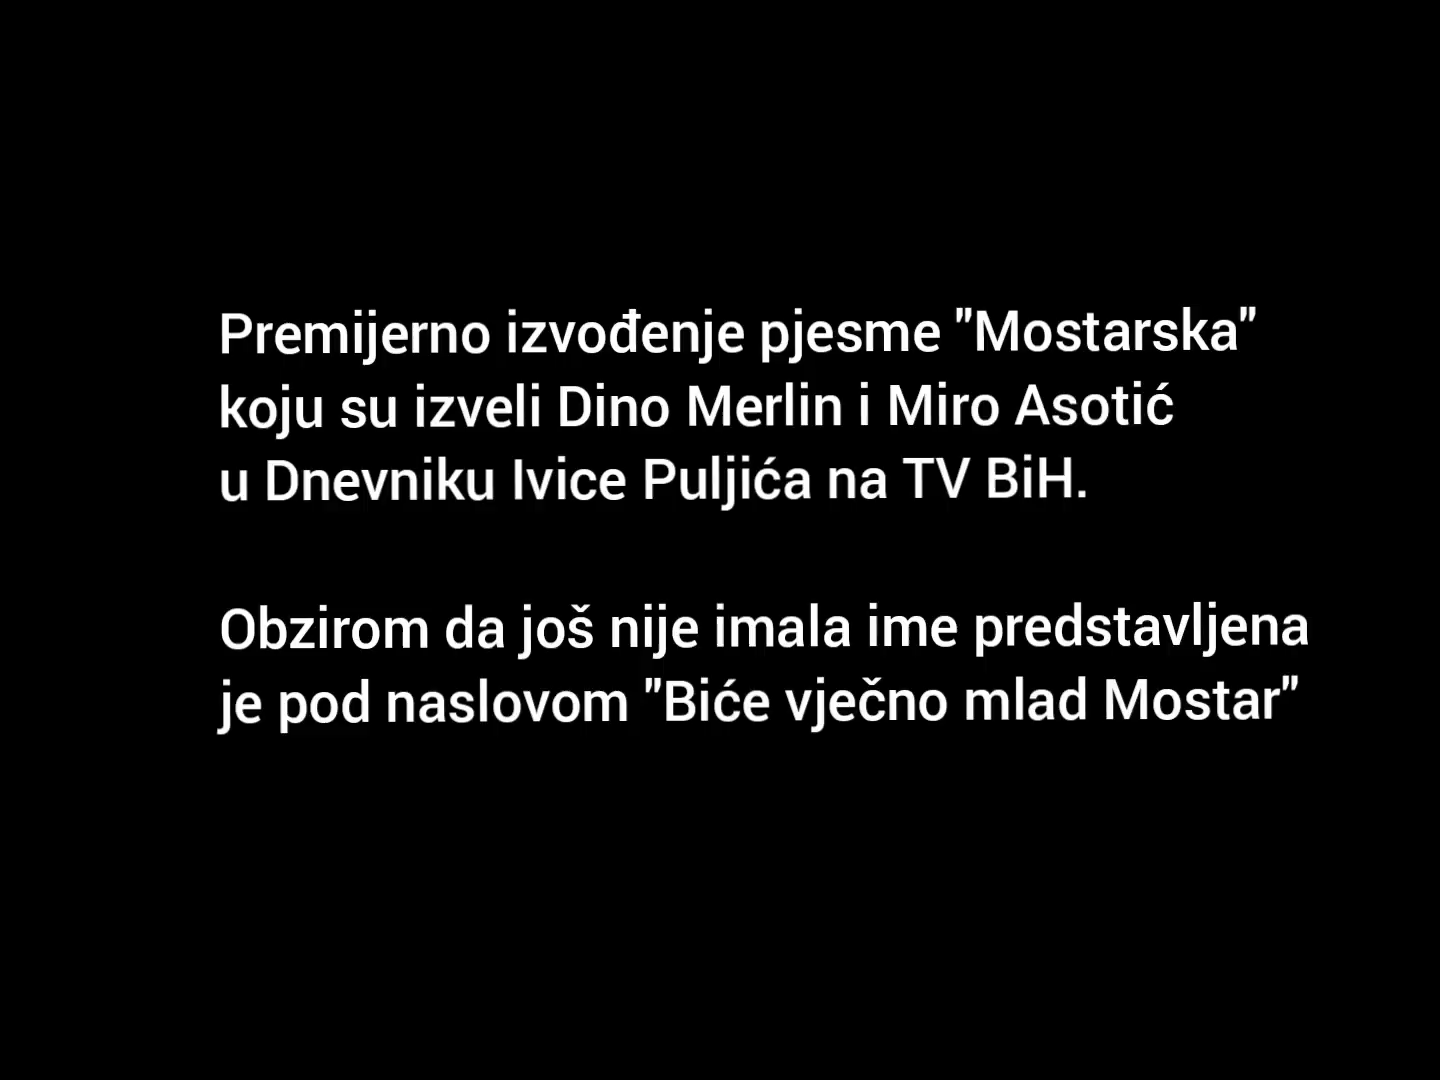 Premijerno izvođenje pjesme "Mostarska"
koju su izveli Dino Merlin i Miro Asotić
u Dnevniku Ivice Puljića na TV BiH.
Obzirom da još nije imala ime predstavljena
je pod naslovom "Biće vječno mlad Mostar"